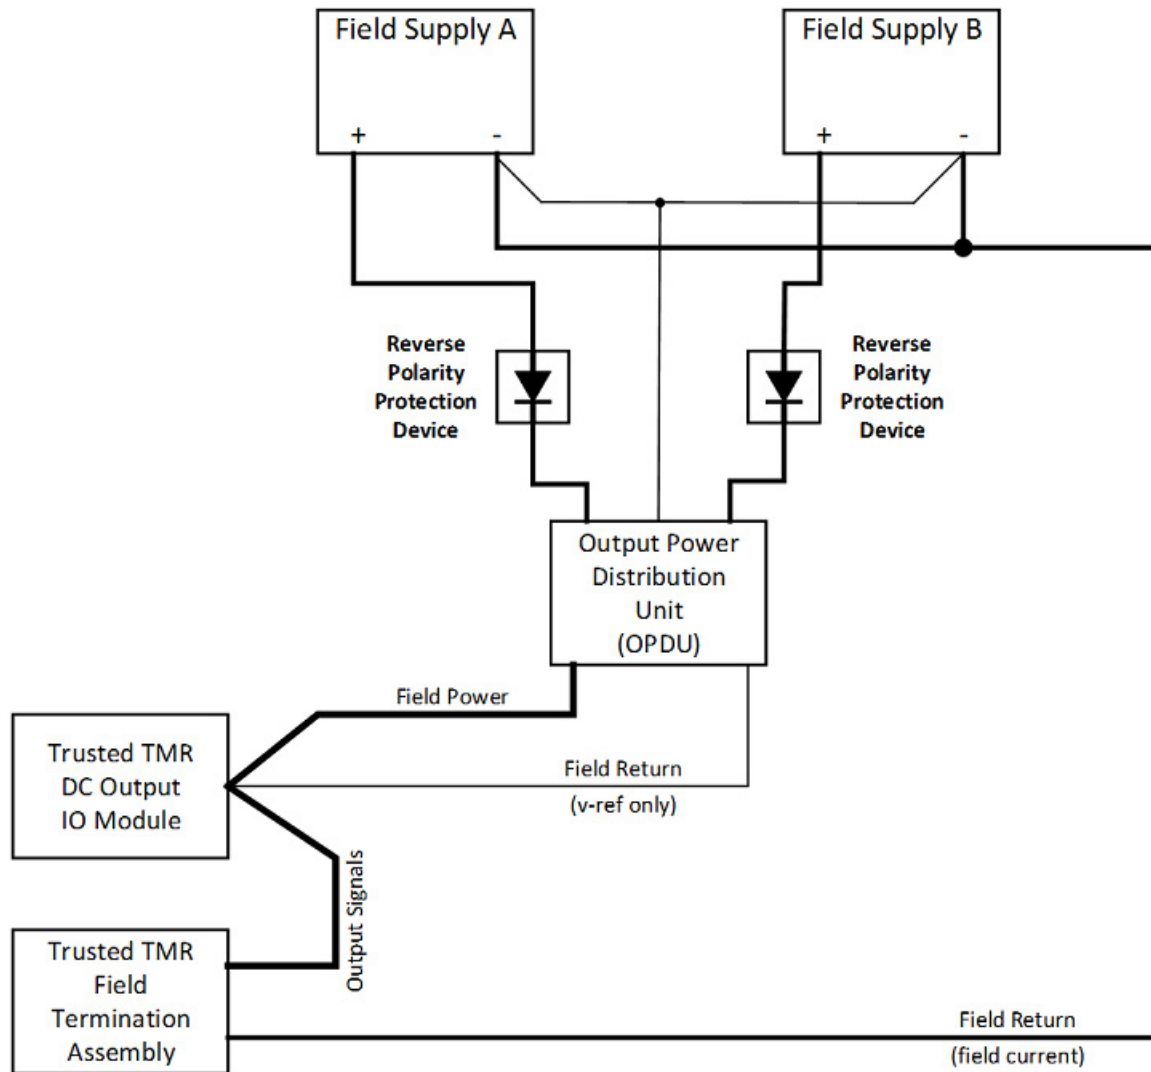 Field Supply A
+
-
Field Supply B
+
-
Reverse
Polarity
Protection
Device
Reverse
Polarity
Protection
Device
Output Power
Distribution
Unit
(OPDU)
Field Power
Trusted TMR
DC Output
IO Module
Field Return
(v-ref only)
Output Signals
Trusted TMR
Field
Termination
Assembly
Field Return
(field current)